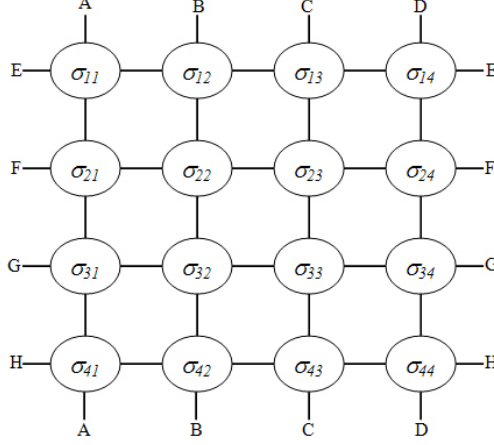 A B C D
E σ11 σ12 σ13 σ14 E
F σ21 σ22 σ23 σ24 F
G σ31 σ32 σ33 σ34 G
H σ41 σ42 σ43 σ44 H
A B C D